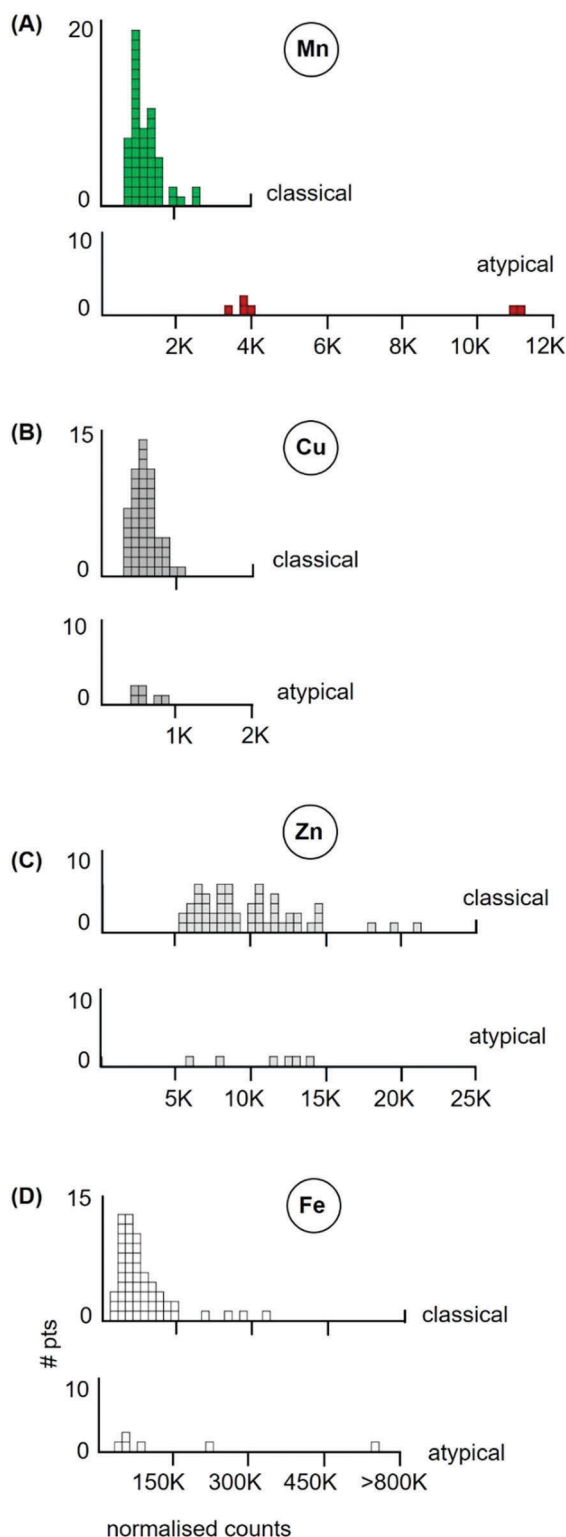 (A)
Mn
20
0
classical
10
0
atypical
2K 4K 6K 8K 10K 12K
(B)
Cu
15
0
classical
10
0
atypical
1K 2K
Zn
(C)
10
0
classical
10
0
atypical
5K 10K 15K 20K 25K
(D)
Fe
15
0
classical
# pts
10
0
atypical
150K 300K 450K >800K
normalised counts